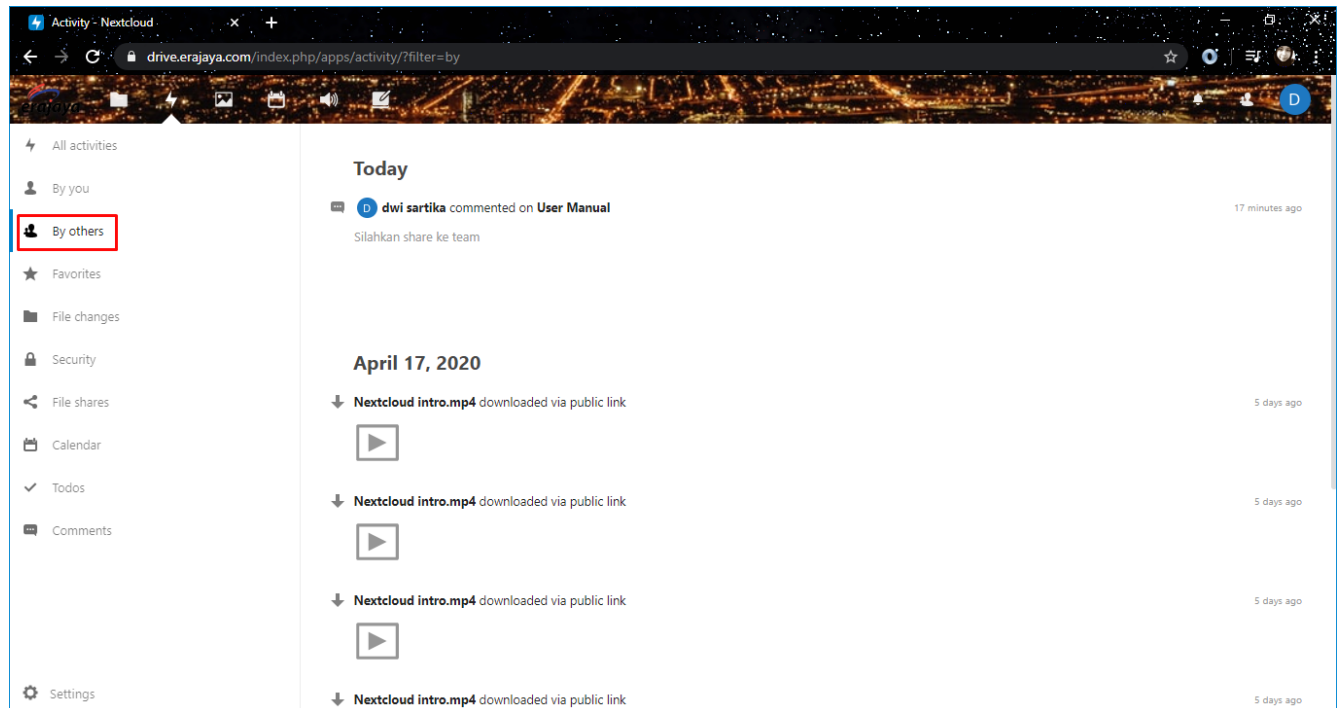 Activity - Nextcloud
drive.erajaya.com/index.php/apps/activity/?filter=by
erajaya
D
All activities
By you
By others
Favorites
File changes
Security
File shares
Calendar
Todos
Comments
Settings
Today
D dwi sartika commented on User Manual 17 minutes ago
Silahkan share ke team
April 17, 2020
Nextcloud intro.mp4 downloaded via public link 5 days ago
Nextcloud intro.mp4 downloaded via public link 5 days ago
Nextcloud intro.mp4 downloaded via public link 5 days ago
Nextcloud intro.mp4 downloaded via public link 5 days ago